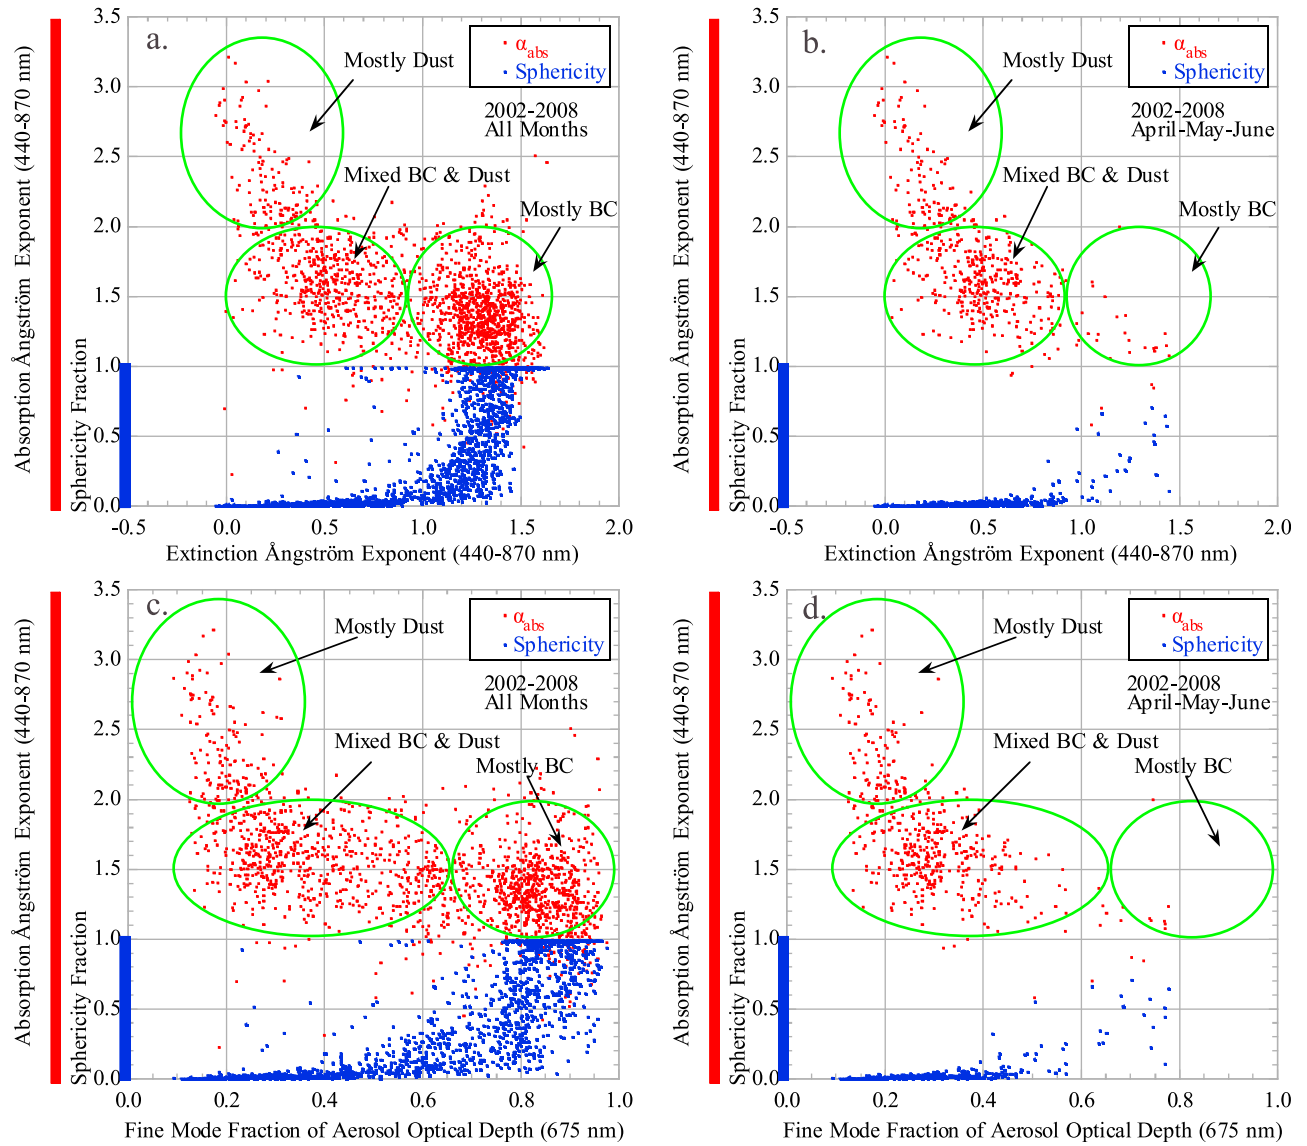 a.
3.5
3.0
2.5
2.0
1.5
1.0
0.5
0.0
-0.5 0.0 0.5 1.0 1.5 2.0
Absorption Ångström Exponent (440-870 nm)
Sphericity Fraction
Extinction Ångström Exponent (440-870 nm)
αabs
Sphericity
2002-2008
All Months
Mostly Dust
Mixed BC & Dust
Mostly BC
b.
3.5
3.0
2.5
2.0
1.5
1.0
0.5
0.0
-0.5 0.0 0.5 1.0 1.5 2.0
Absorption Ångström Exponent (440-870 nm)
Sphericity Fraction
Extinction Ångström Exponent (440-870 nm)
αabs
Sphericity
2002-2008
April-May-June
Mostly Dust
Mixed BC & Dust
Mostly BC
c.
3.5
3.0
2.5
2.0
1.5
1.0
0.5
0.0
0.0 0.2 0.4 0.6 0.8 1.0
Absorption Ångström Exponent (440-870 nm)
Sphericity Fraction
Fine Mode Fraction of Aerosol Optical Depth (675 nm)
αabs
Sphericity
2002-2008
All Months
Mostly Dust
Mixed BC & Dust
Mostly BC
d.
3.5
3.0
2.5
2.0
1.5
1.0
0.5
0.0
0.0 0.2 0.4 0.6 0.8 1.0
Absorption Ångström Exponent (440-870 nm)
Sphericity Fraction
Fine Mode Fraction of Aerosol Optical Depth (675 nm)
αabs
Sphericity
2002-2008
April-May-June
Mostly Dust
Mixed BC & Dust
Mostly BC